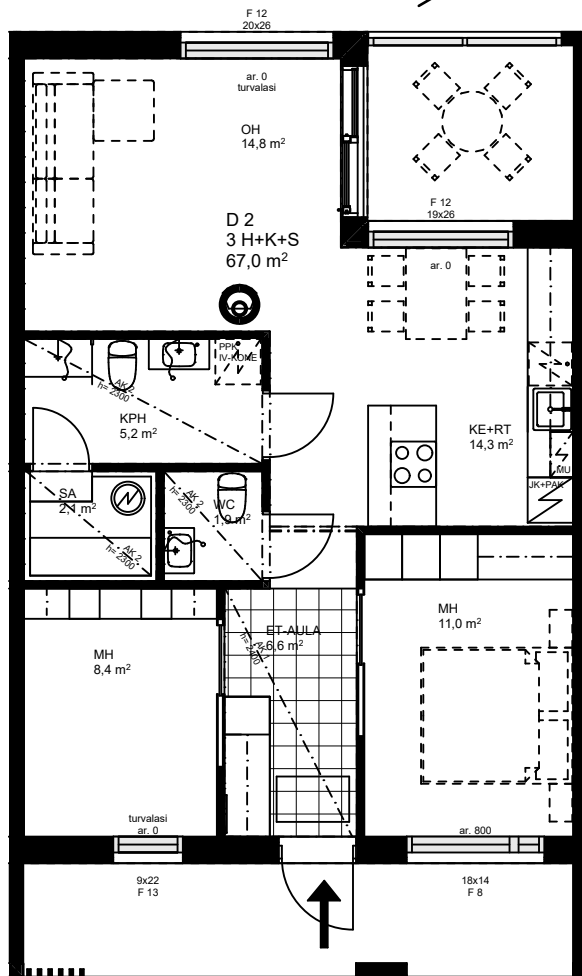 F 12
20x26
ar. 0
turvalasi
OH
14,8 m²
F 12
19x26
D 2
3 H+K+S
67,0 m²
ar. 0
PPK
IV-KONE
AK 2
h= 2300
KPH
5,2 m²
KE+RT
14,3 m²
MU
JK+PAK
SA
2,1 m²
AK 2
h= 2300
WC
1,9 m²
AK 2
h= 2300
MH
11,0 m²
ET-AULA
6,6 m²
AK 1
h= 2400
MH
8,4 m²
turvalasi
ar. 0
ar. 800
9x22
F 13
18x14
F 8